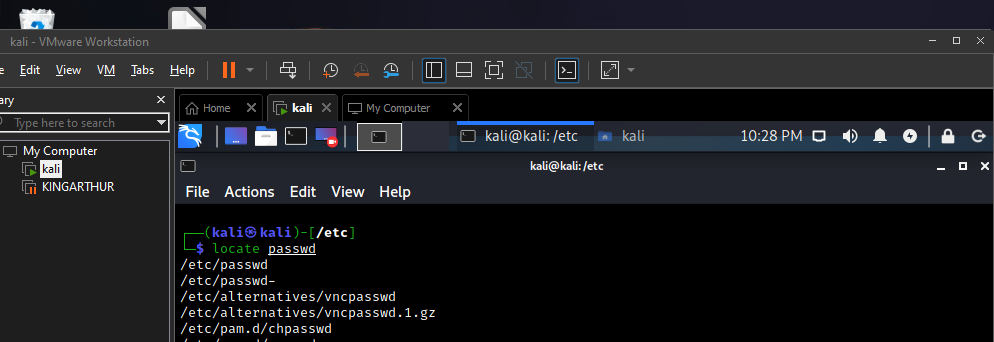 kali - VMware Workstation
Edit View VM Tabs Help
ary
Type here to search
Home kali My Computer
My Computer
kali
KINGARTHUR
kali@kali: /etc kali 10:28 PM
kali@kali:/etc
File Actions Edit View Help
(kali㉿kali)-[/etc]
$ locate passwd
/etc/passwd
/etc/passwd-
/etc/alternatives/vncpasswd
/etc/alternatives/vncpasswd.1.gz
/etc/pam.d/chpasswd